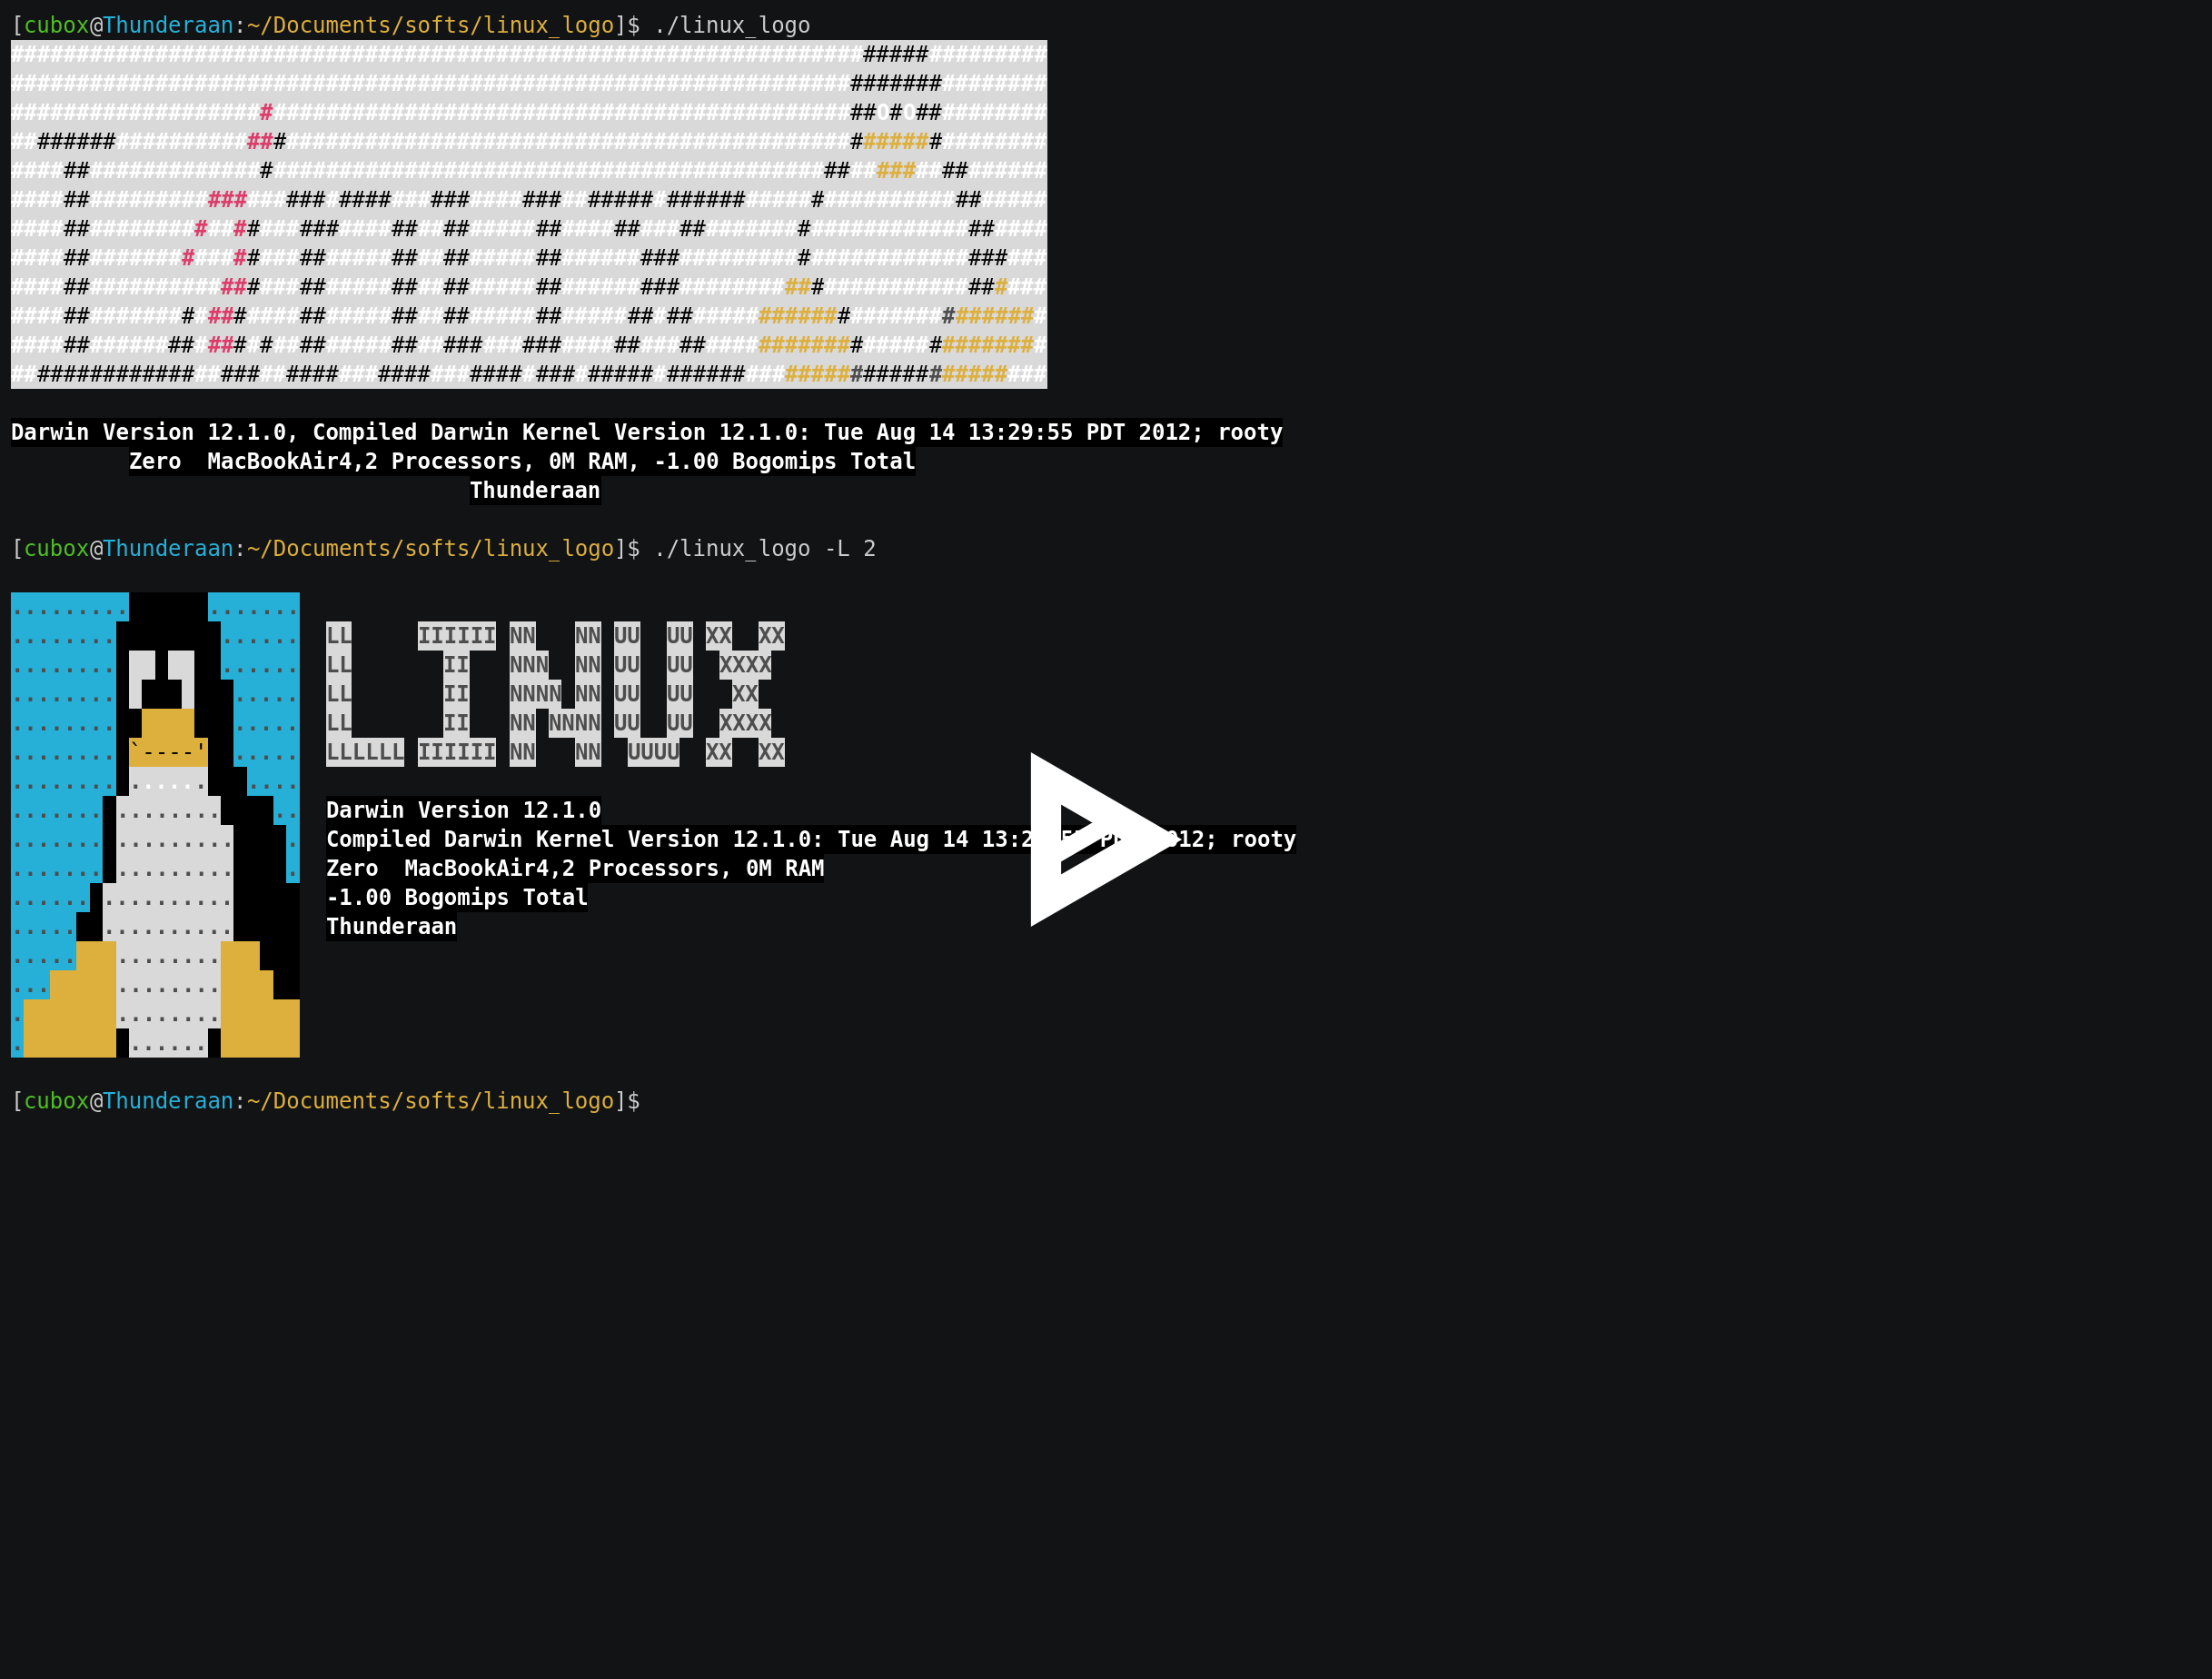 [cubox@Thunderaan:~/Documents/softs/linux_logo]$ ./linux_logo
Darwin Version 12.1.0, Compiled Darwin Kernel Version 12.1.0: Tue Aug 14 13:29:55 PDT 2012; rooty
Zero  MacBookAir4,2 Processors, 0M RAM, -1.00 Bogomips Total
Thunderaan
[cubox@Thunderaan:~/Documents/softs/linux_logo]$ ./linux_logo -L 2
LL     IIIIII NN   NN UU  UU XX  XX
LL       II   NNN  NN UU  UU  XXXX
LL       II   NNNN NN UU  UU   XX
LL       II   NN NNNN UU  UU  XXXX
LLLLLL IIIIII NN   NN  UUUU  XX  XX
Darwin Version 12.1.0
Compiled Darwin Kernel Version 12.1.0: Tue Aug 14 rooty
Zero  MacBookAir4,2 Processors, 0M RAM
-1.00 Bogomips Total
Thunderaan
[cubox@Thunderaan:~/Documents/softs/linux_logo]$